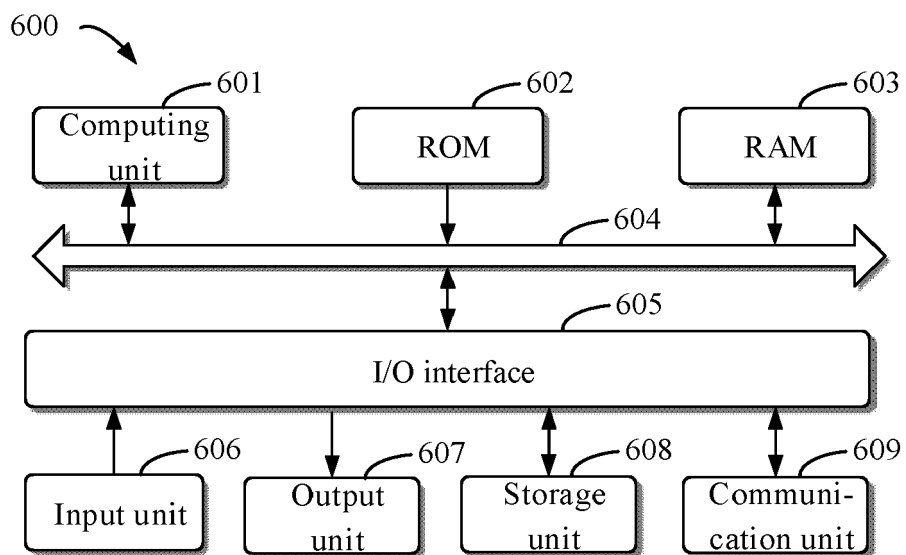 600
601
602
603
Computing
unit
ROM
RAM
604
605
I/O interface
606
607
608
609
Input unit
Output
unit
Storage
unit
Communi-
cation unit